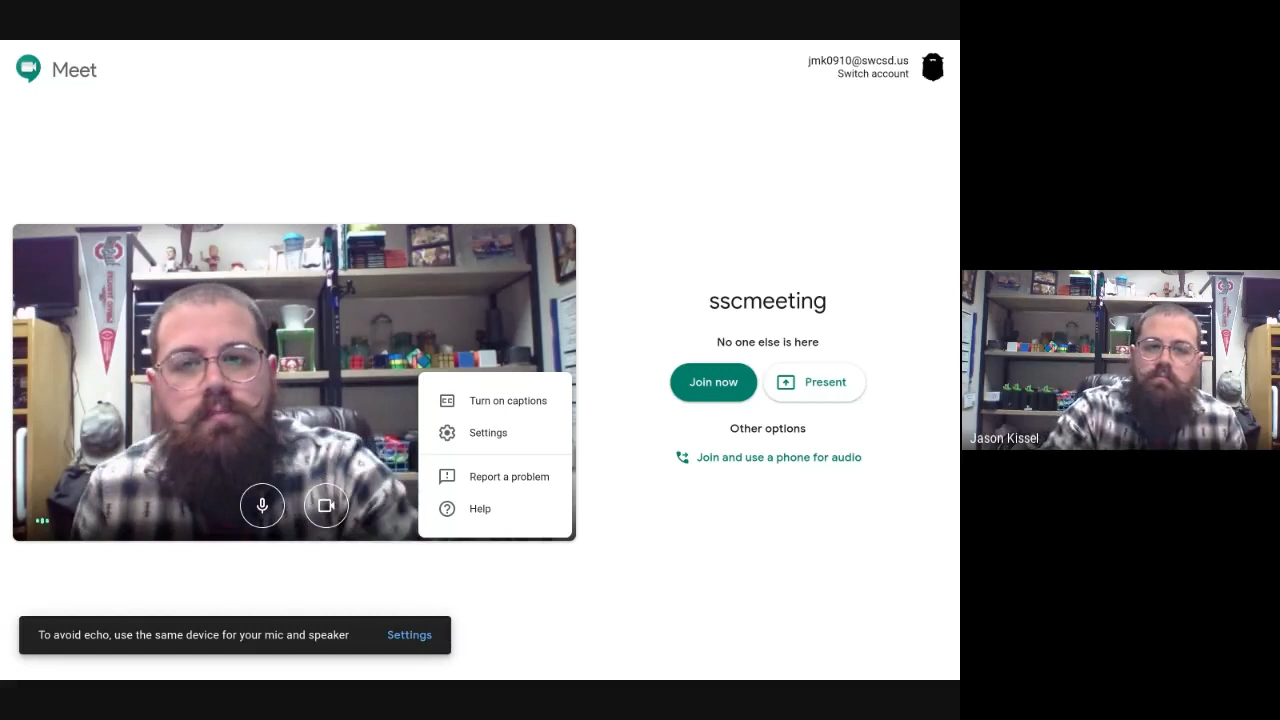 Meet
jmk0910@swcsd.us
Switch account
sscmeeting
No one else is here
Join now
Present
Other options
Join and use a phone for audio
CC
Turn on captions
Settings
Report a problem
Help
To avoid echo, use the same device for your mic and speaker
Settings
Jason Kissel